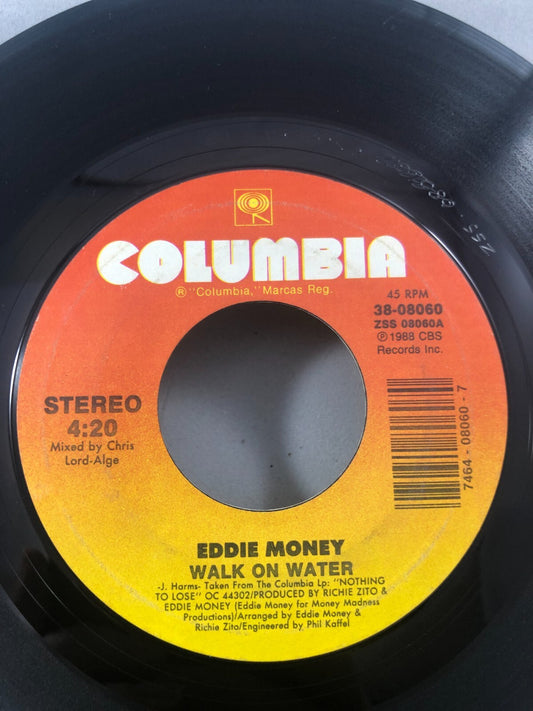 COLUMBIA
® "Columbia," Marcas Reg.
45 RPM
38-08060
ZSS 08060A
Ⓟ 1988 CBS
Records Inc.
STEREO
4:20
Mixed by Chris
Lord-Alge
7464 - 08060 - 7
EDDIE MONEY
WALK ON WATER
-J. Harms- Taken From The Columbia Lp: "NOTHING
TO LOSE" OC 44302/PRODUCED BY RICHIE ZITO &
EDDIE MONEY (Eddie Money for Money Madness
Productions)/Arranged by Eddie Money &
Richie Zito/Engineered by Phil Kaffel
ZSS